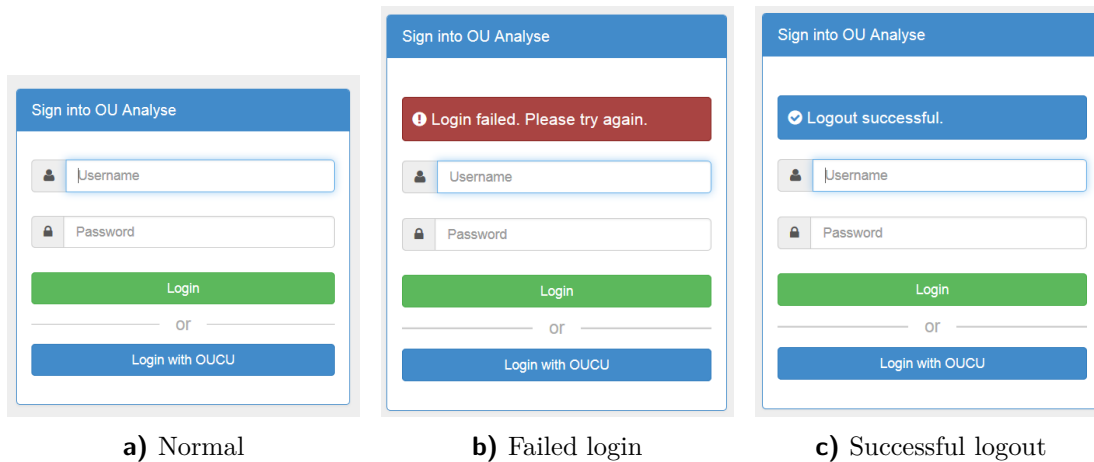 Sign into OU Analyse
Username
Password
Login
or
Login with OUCU
a) Normal
Sign into OU Analyse
Login failed. Please try again.
Username
Password
Login
or
Login with OUCU
b) Failed login
Sign into OU Analyse
Logout successful.
Username
Password
Login
or
Login with OUCU
c) Successful logout